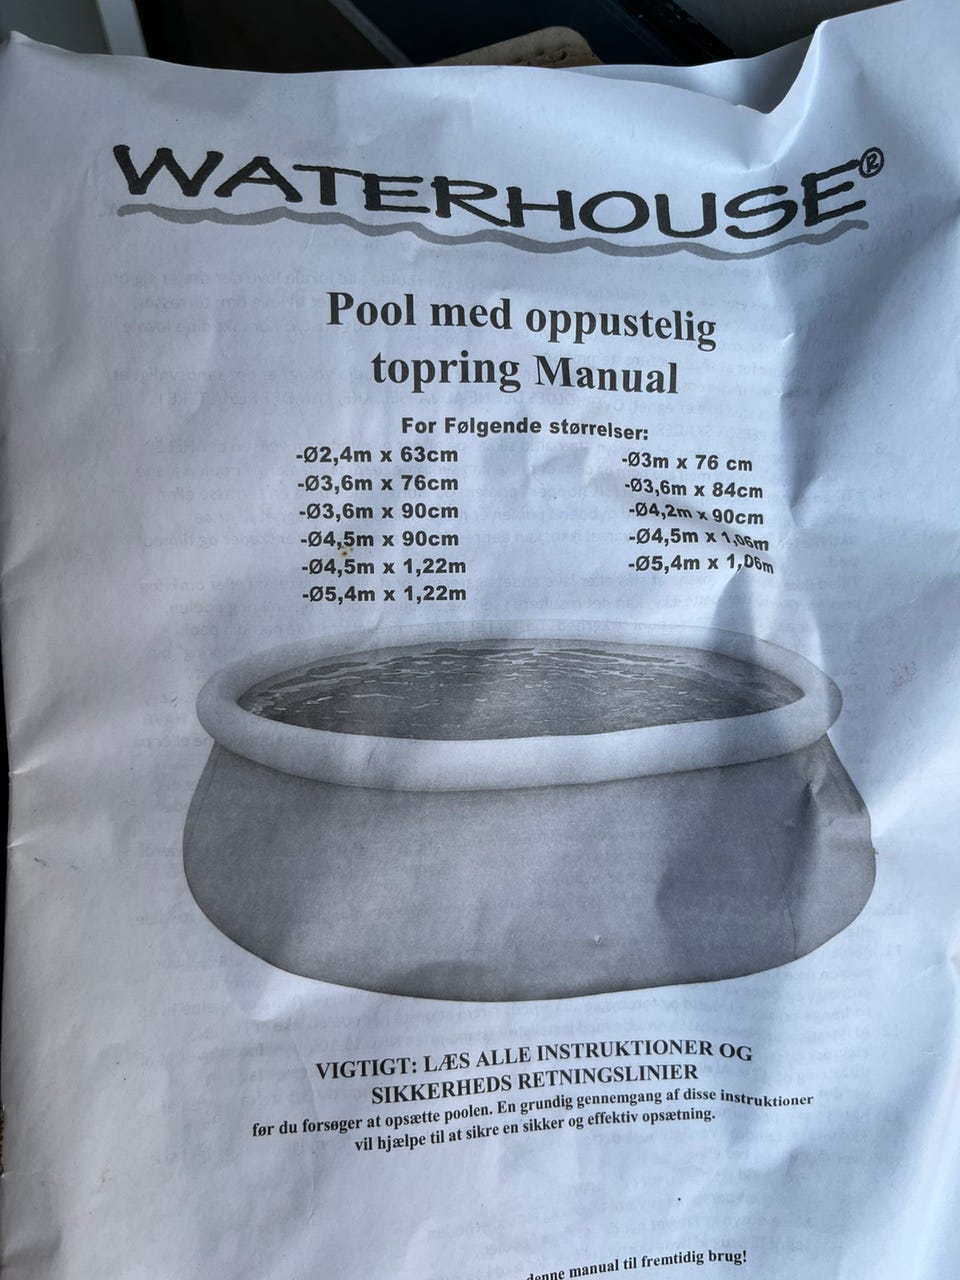 WATERHOUSE®
Pool med oppustelig
topring Manual
For Følgende størrelser:
-Ø2,4m x 63cm
-Ø3,6m x 76cm
-Ø3,6m x 90cm
-Ø4,5m x 90cm
-Ø4,5m x 1,22m
-Ø5,4m x 1,22m
-Ø3m x 76 cm
-Ø3,6m x 84cm
-Ø4,2m x 90cm
-Ø4,5m x 1,06m
-Ø5,4m x 1,06m
VIGTIGT: LÆS ALLE INSTRUKTIONER OG
SIKKERHEDS RETNINGSLINIER
før du forsøger at opsætte poolen. En grundig gennemgang af disse instruktioner
vil hjælpe til at sikre en sikker og effektiv opsætning.
denne manual til fremtidig brug!